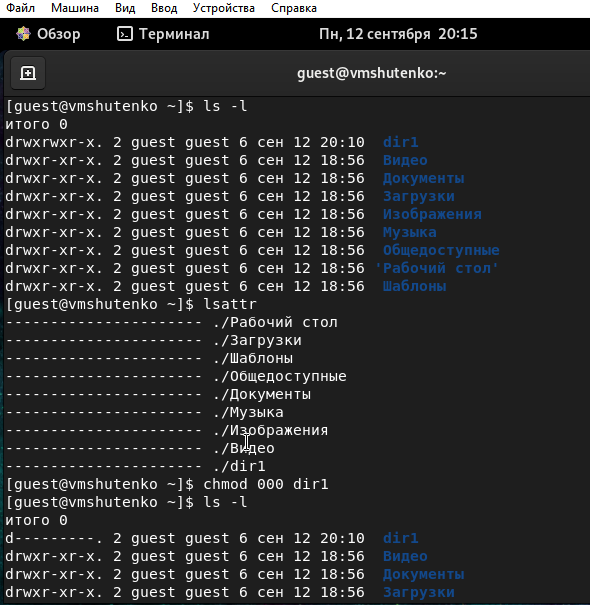 Файл Машина Вид Ввод Устройства Справка
Обзор Терминал Пн, 12 сентября 20:15
guest@vmshutenko:~
[guest@vmshutenko ~]$ ls -l
итого 0
drwxrwxr-x. 2 guest guest 6 сен 12 20:10 dir1
drwxr-xr-x. 2 guest guest 6 сен 12 18:56 Видео
drwxr-xr-x. 2 guest guest 6 сен 12 18:56 Документы
drwxr-xr-x. 2 guest guest 6 сен 12 18:56 Загрузки
drwxr-xr-x. 2 guest guest 6 сен 12 18:56 Изображения
drwxr-xr-x. 2 guest guest 6 сен 12 18:56 Музыка
drwxr-xr-x. 2 guest guest 6 сен 12 18:56 Общедоступные
drwxr-xr-x. 2 guest guest 6 сен 12 18:56 'Рабочий стол'
drwxr-xr-x. 2 guest guest 6 сен 12 18:56 Шаблоны
[guest@vmshutenko ~]$ lsattr
---------------------- ./Рабочий стол
---------------------- ./Загрузки
---------------------- ./Шаблоны
---------------------- ./Общедоступные
---------------------- ./Документы
---------------------- ./Музыка
---------------------- ./Изображения
---------------------- ./Видео
---------------------- ./dir1
[guest@vmshutenko ~]$ chmod 000 dir1
[guest@vmshutenko ~]$ ls -l
итого 0
d---------. 2 guest guest 6 сен 12 20:10 dir1
drwxr-xr-x. 2 guest guest 6 сен 12 18:56 Видео
drwxr-xr-x. 2 guest guest 6 сен 12 18:56 Документы
drwxr-xr-x. 2 guest guest 6 сен 12 18:56 Загрузки